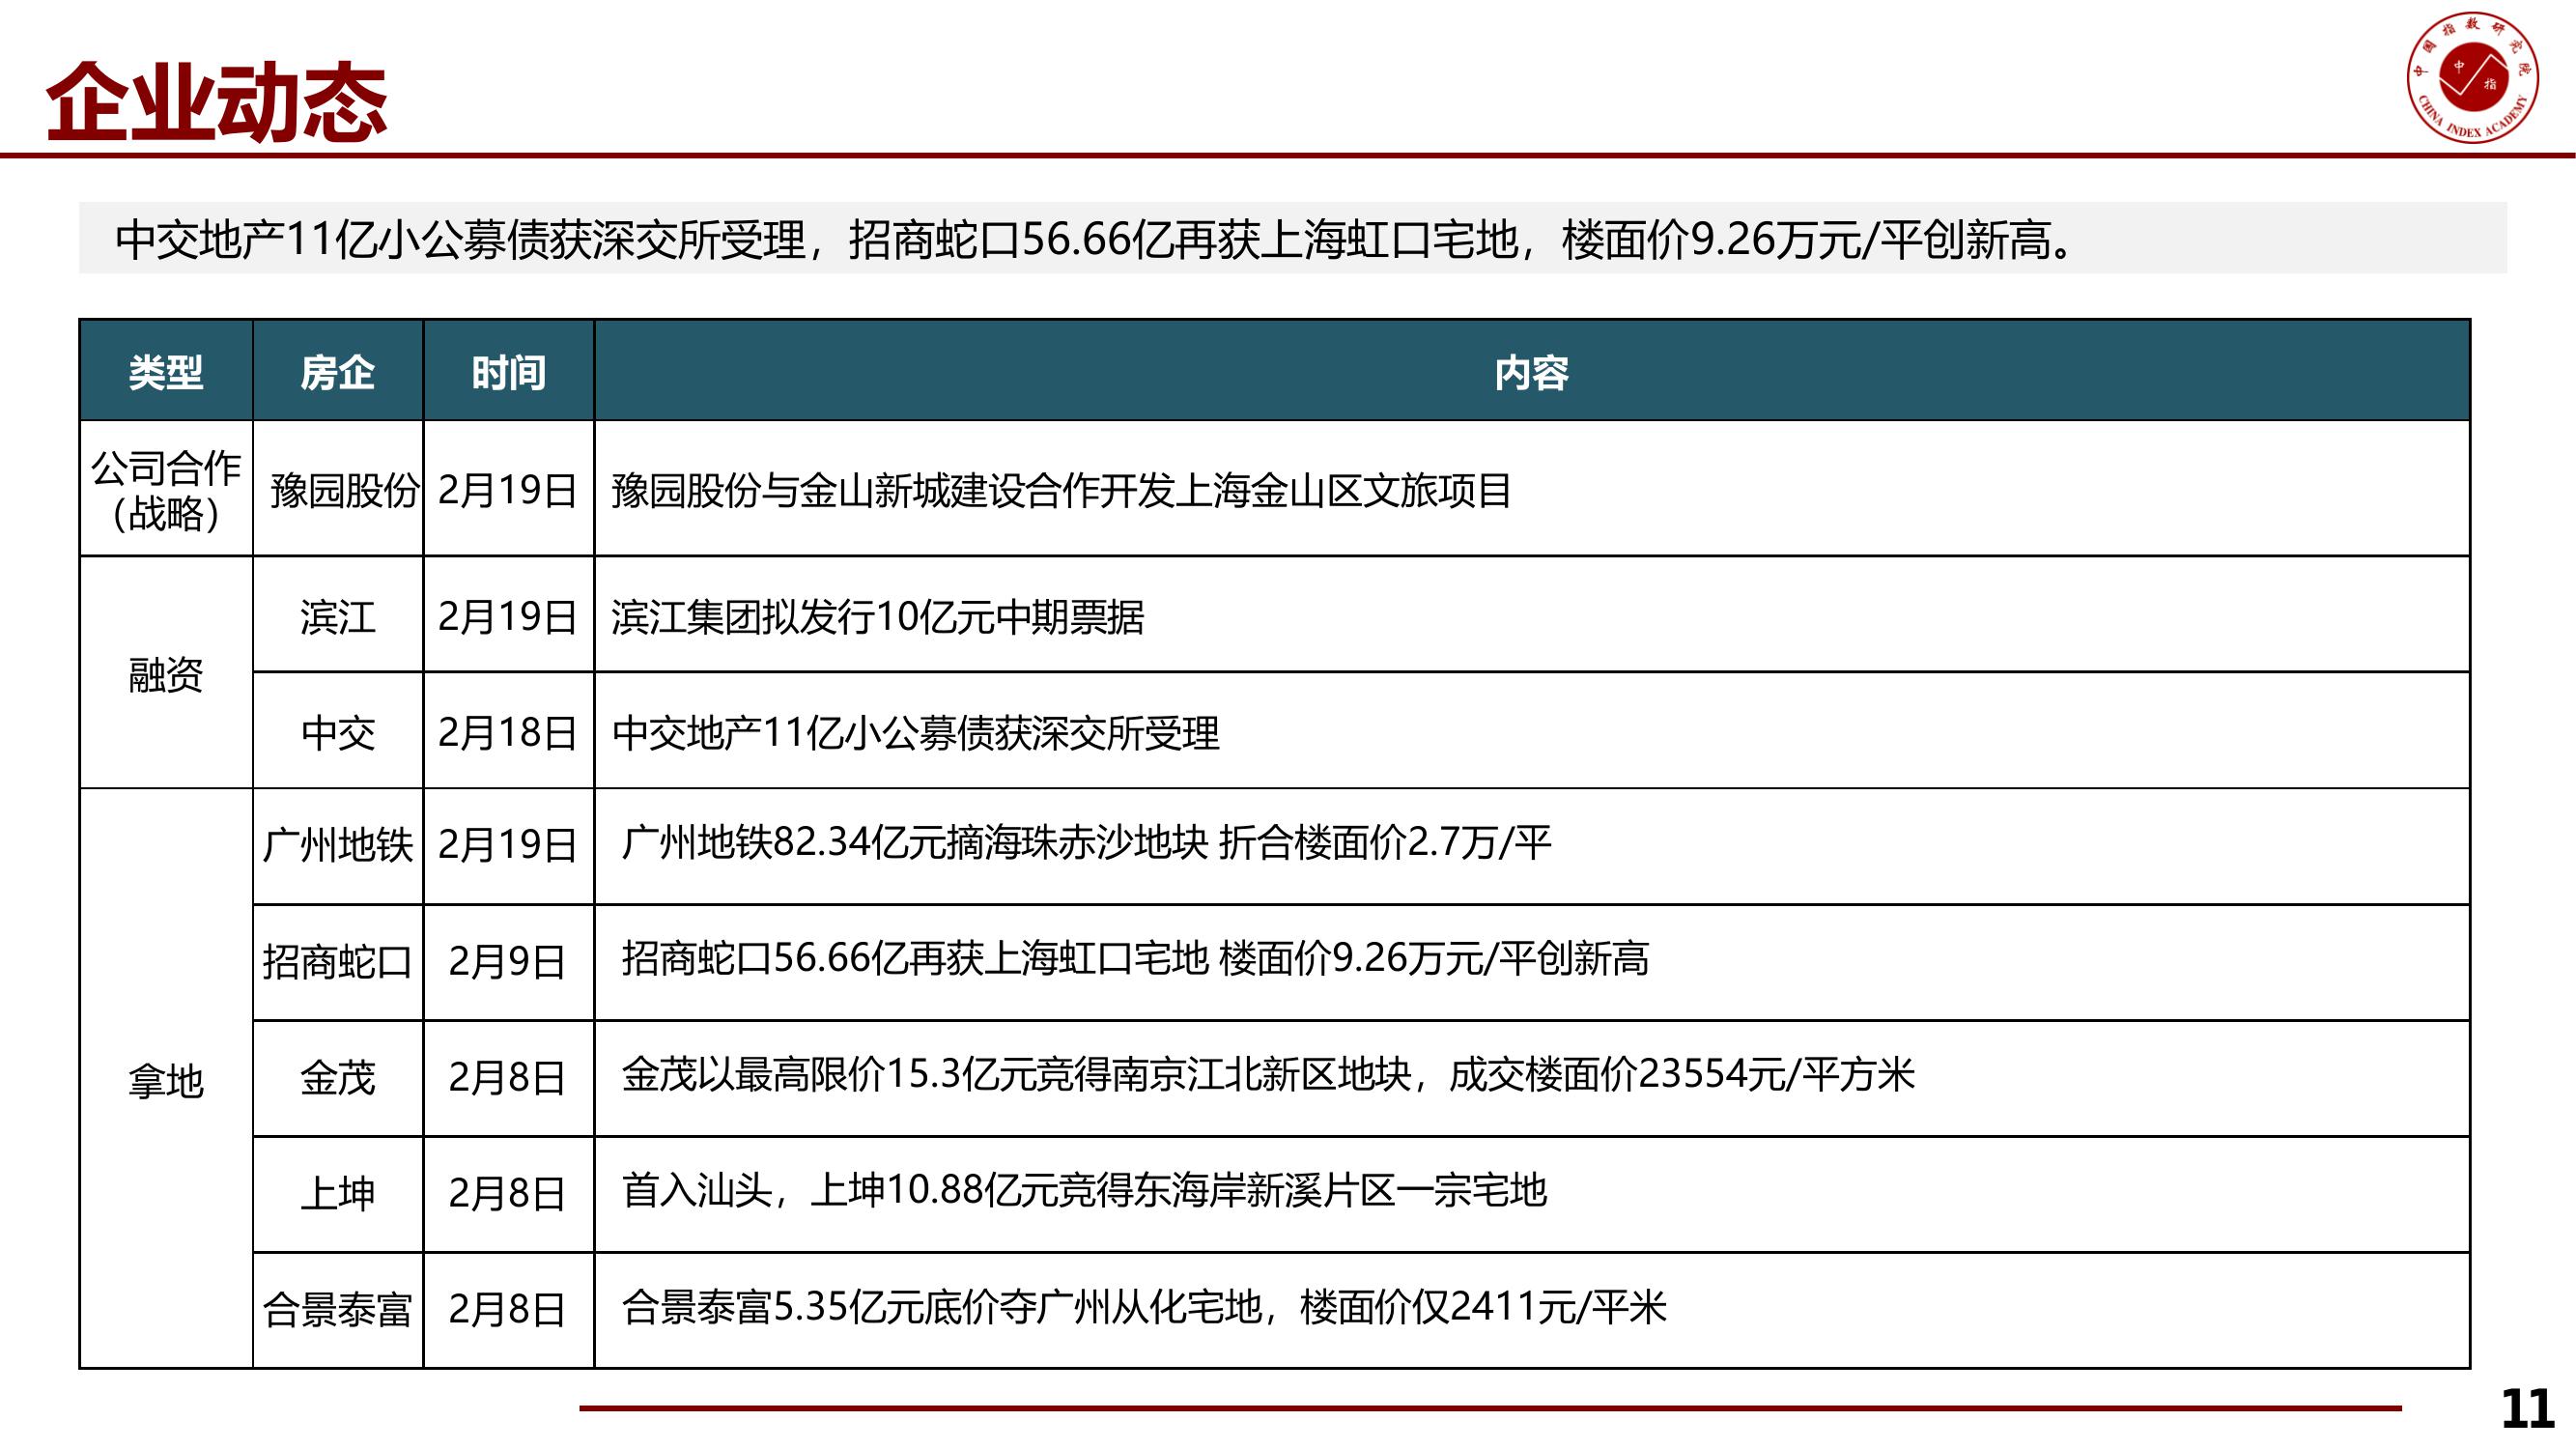 企业动态
中国指数研究院
中指
CHINA INDEX ACADEMY
中交地产11亿小公募债获深交所受理，招商蛇口56.66亿再获上海虹口宅地，楼面价9.26万元/平创新高。
类型 房企 时间 内容
公司合作
（战略）
豫园股份 2月19日 豫园股份与金山新城建设合作开发上海金山区文旅项目
融资
滨江 2月19日 滨江集团拟发行10亿元中期票据
中交 2月18日 中交地产11亿小公募债获深交所受理
拿地
广州地铁 2月19日 广州地铁82.34亿元摘海珠赤沙地块 折合楼面价2.7万/平
招商蛇口 2月9日 招商蛇口56.66亿再获上海虹口宅地 楼面价9.26万元/平创新高
金茂 2月8日 金茂以最高限价15.3亿元竞得南京江北新区地块，成交楼面价23554元/平方米
上坤 2月8日 首入汕头，上坤10.88亿元竞得东海岸新溪片区一宗宅地
合景泰富 2月8日 合景泰富5.35亿元底价夺广州从化宅地，楼面价仅2411元/平米
11